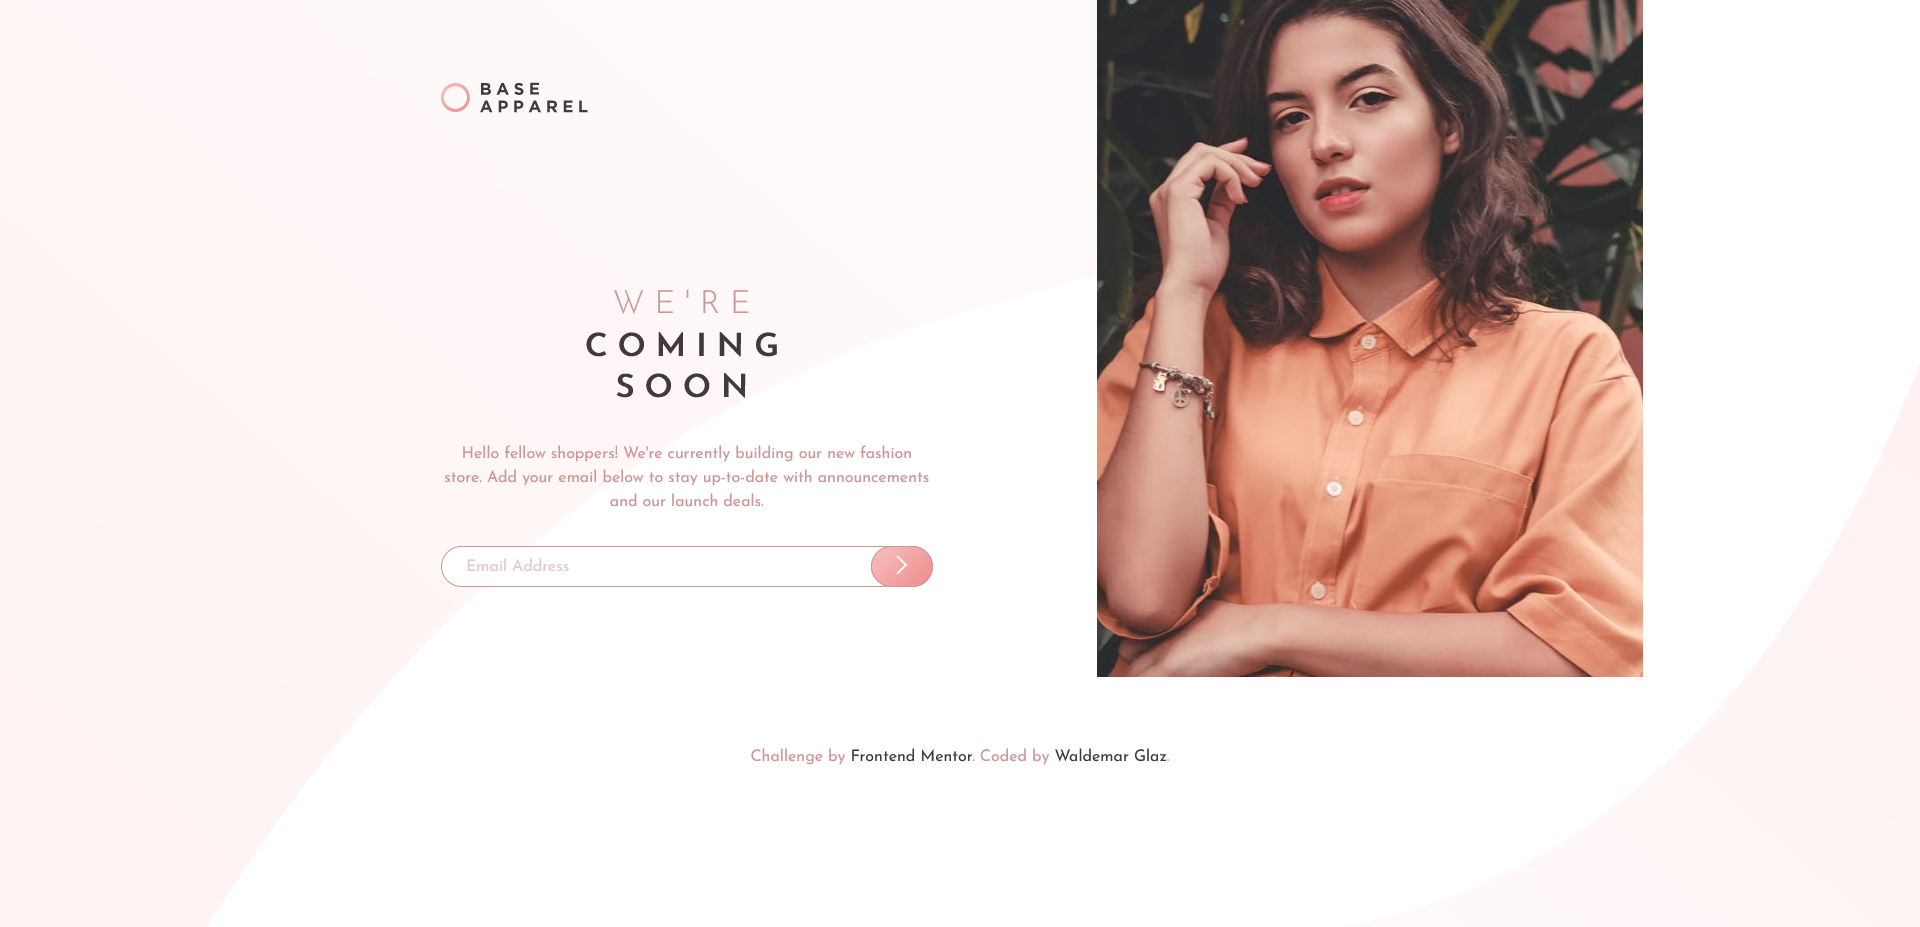 BASE
APPAREL
WE'RE
COMING
SOON
Hello fellow shoppers! We're currently building our new fashion
store. Add your email below to stay up-to-date with announcements
and our launch deals.
Email Address
Challenge by Frontend Mentor. Coded by Waldemar Glaz.